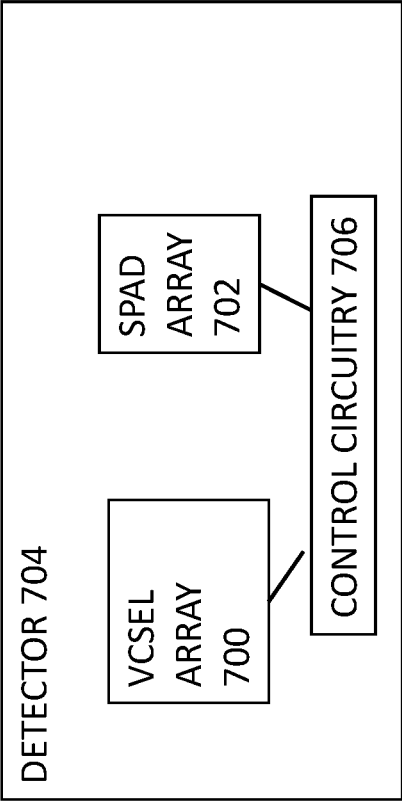 DETECTOR 704
VCSEL
ARRAY
700
SPAD
ARRAY
702
CONTROL CIRCUITRY 706